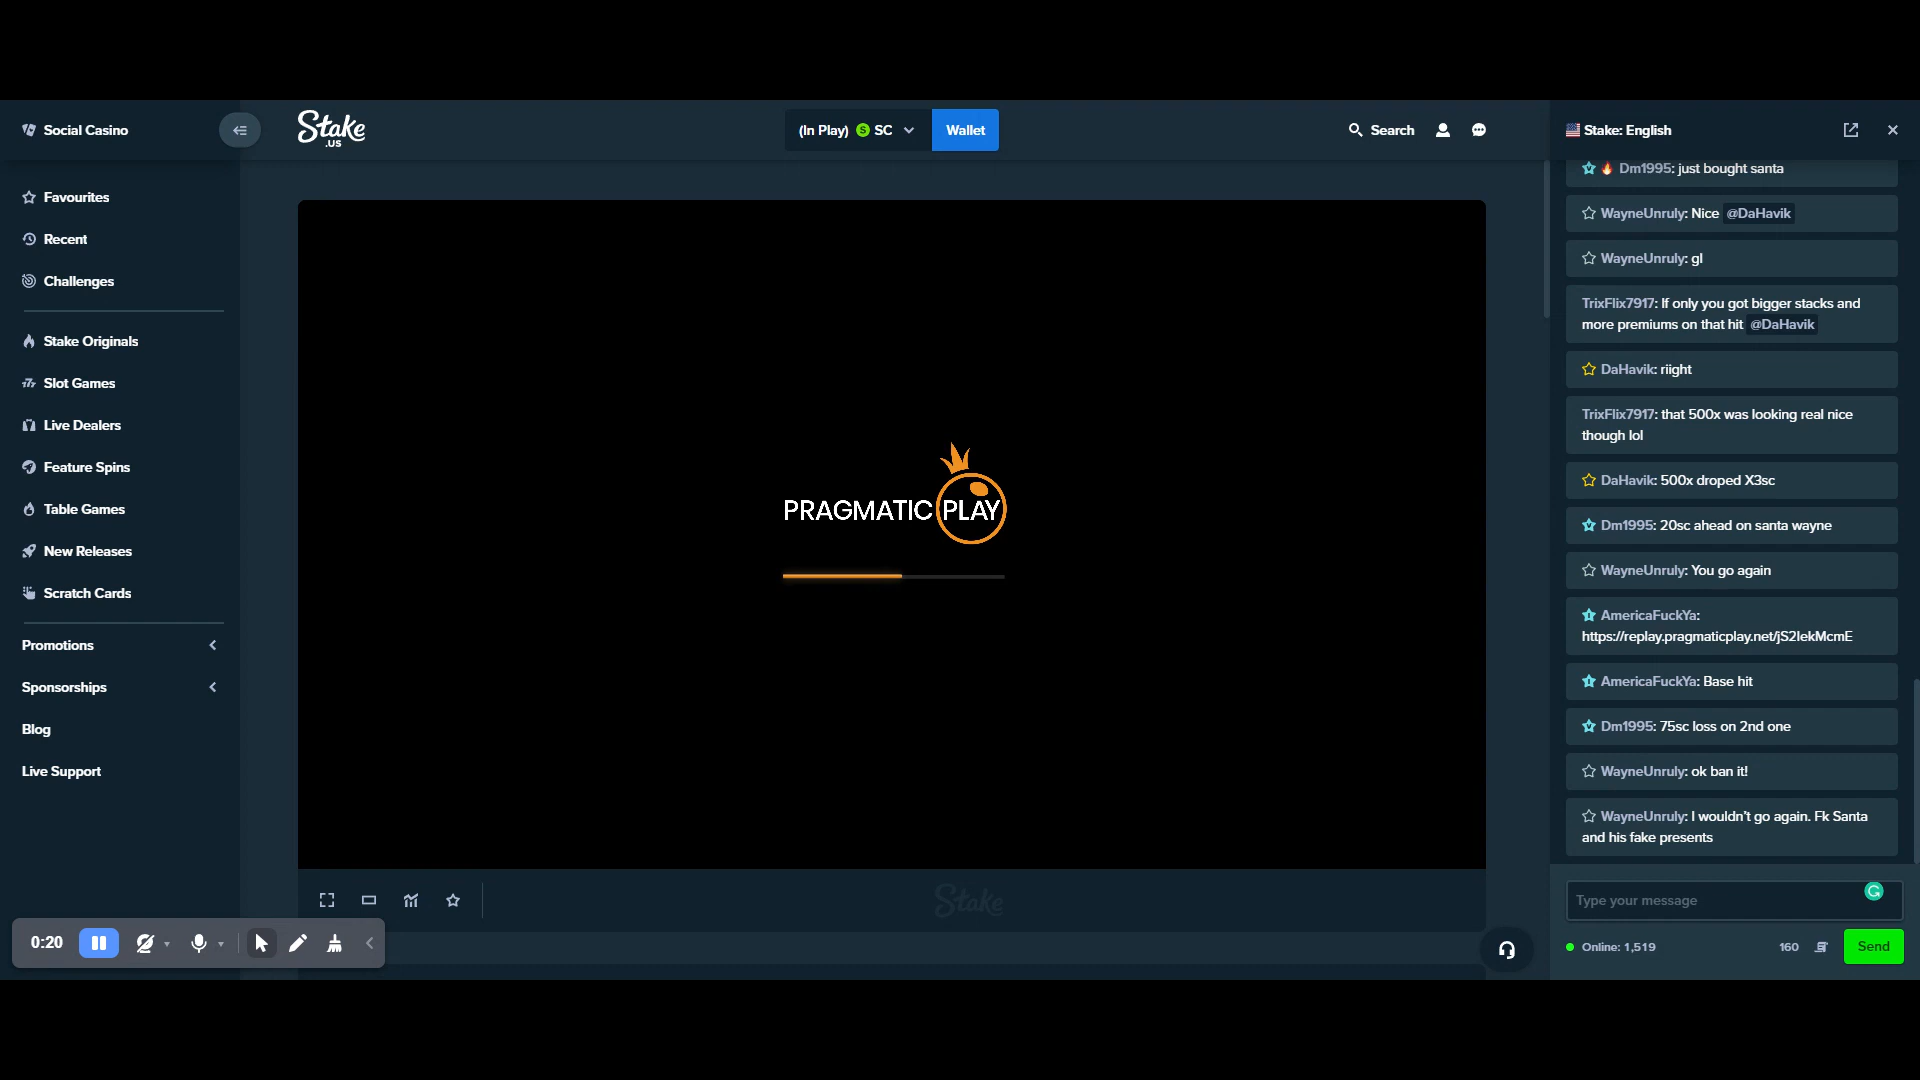 Social Casino
Stake
.US
(In Play) S SC
Wallet
Search
Stake: English
Favourites
Recent
Challenges
Stake Originals
Slot Games
Live Dealers
Feature Spins
Table Games
New Releases
Scratch Cards
Promotions
Sponsorships
Blog
Live Support
PRAGMATIC PLAY
Stake
0:20
Dm1995: just bought santa
WayneUnruly: Nice @DaHavik
WayneUnruly: gl
TrixFlix7917: If only you got bigger stacks and
more premiums on that hit @DaHavik
DaHavik: riight
TrixFlix7917: that 500x was looking real nice
though lol
DaHavik: 500x droped X3sc
Dm1995: 20sc ahead on santa wayne
WayneUnruly: You go again
AmericaFuckYa:
https://replay.pragmaticplay.net/jS2lekMcmE
AmericaFuckYa: Base hit
Dm1995: 75sc loss on 2nd one
WayneUnruly: ok ban it!
WayneUnruly: I wouldn't go again. Fk Santa
and his fake presents
Type your message
Online: 1,519
160
Send